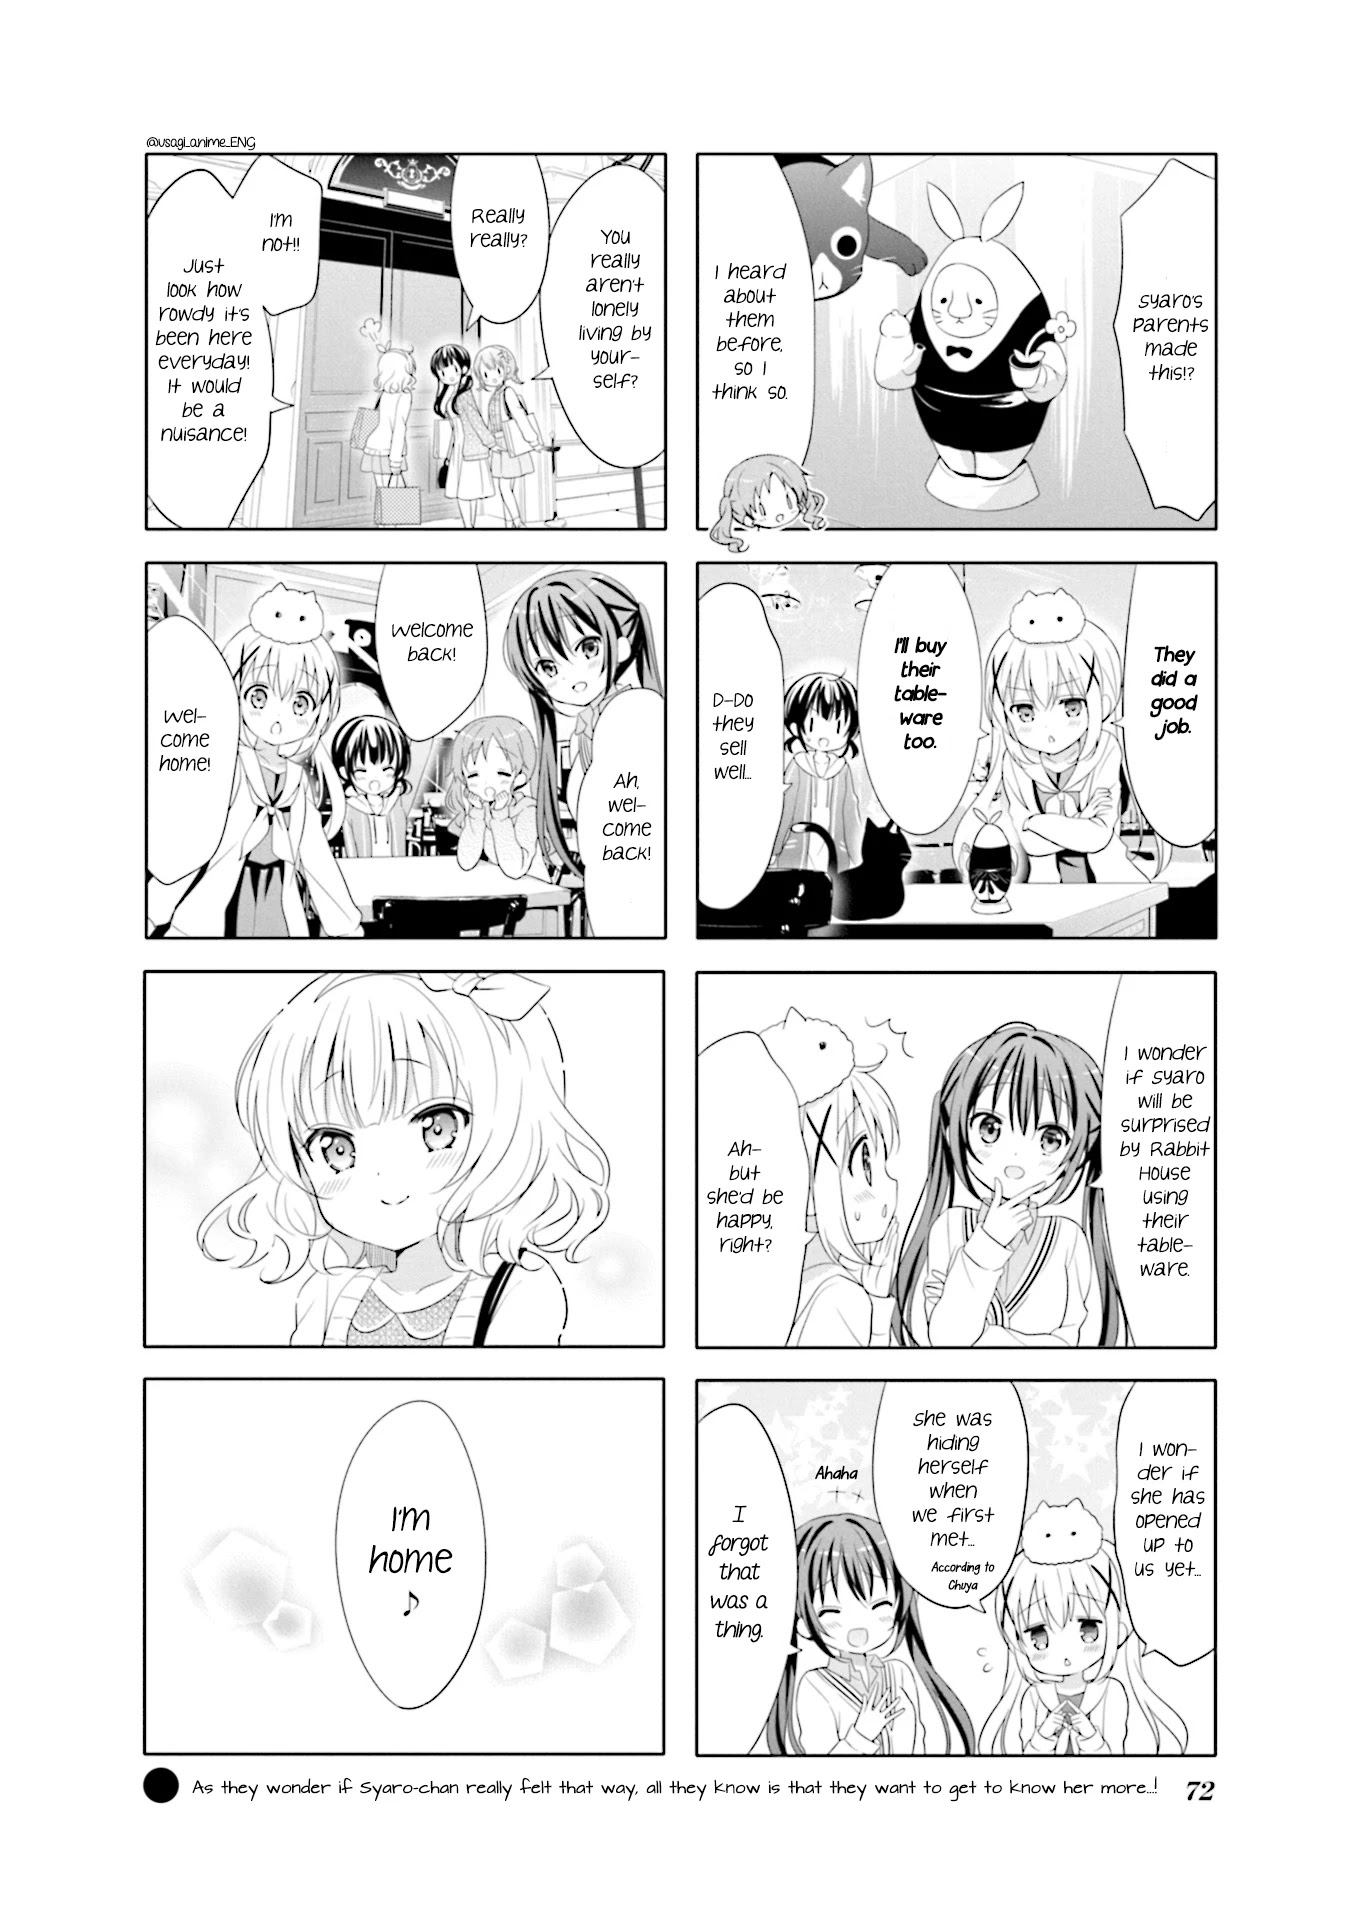 @usagi_anime_ENG
Syaro's
parents
made
this!?
I heard
about
them
before,
so I
think so.
They
did a
good
job.
I'll buy
their
table-
ware
too.
D-Do
they
sell
well...
I wonder
if Syaro
will be
surprised
by Rabbit
House
using
their
table-
ware.
Ah-
but
she'd be
happy,
right?
I won-
der if
she has
opened
up to
us yet...
She was
hiding
herself
when
we first
met...
According to
Chuya
Ahaha
I
forgot
that
was a
thing.
You
really
aren't
lonely
living by
your-
self?
Really
really?
I'm
not!!
Just
look how
rowdy it's
been here
everyday!
It would
be a
nuisance!
Ah,
wel-
come
back!
Welcome
back!
Wel-
come
home!
I'm
home
♪
As they wonder if Syaro-chan really felt that way, all they know is that they want to get to know her more...!
72